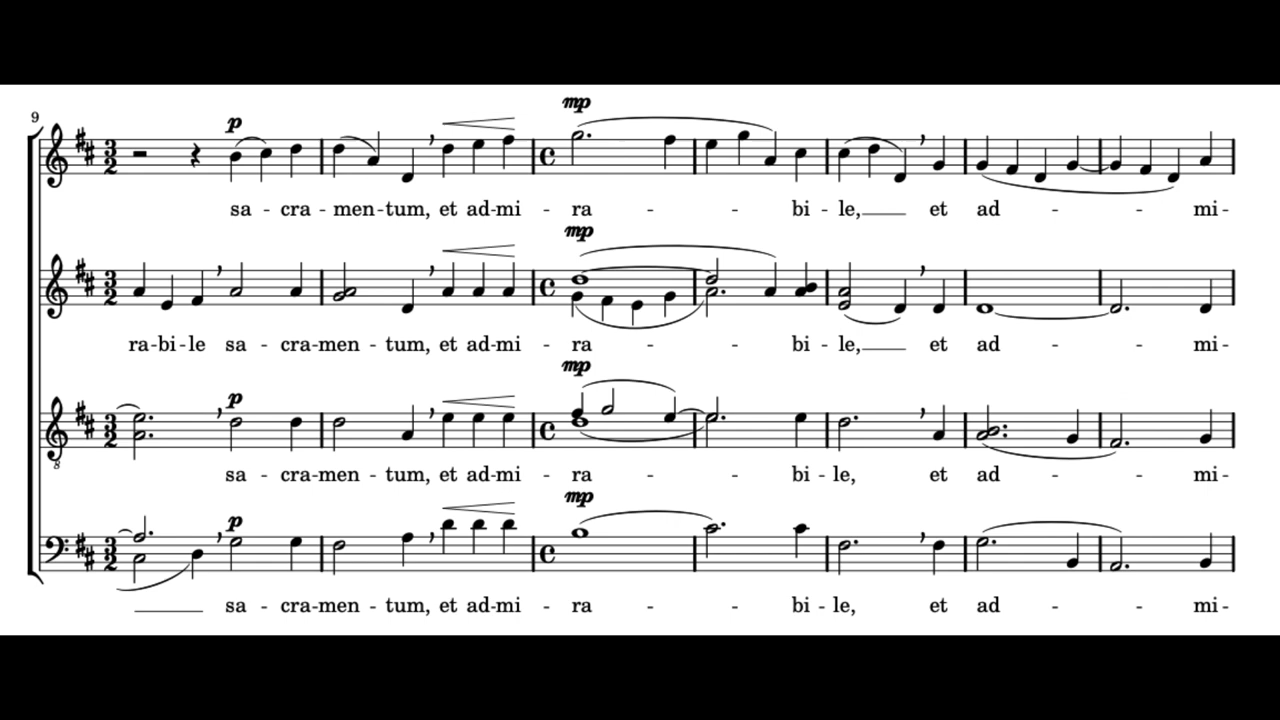 9
p
sa - cra - men - tum, et ad - mi - ra - - bi - le, et ad - - mi -
mp
ra - bi - le sa - cra - men - tum, et ad - mi - ra - - bi - le, et ad - - mi -
p mp
sa - cra - men - tum, et ad - mi - ra - - bi - le, et ad - - mi -
p mp
sa - cra - men - tum, et ad - mi - ra - - bi - le, et ad - - mi -